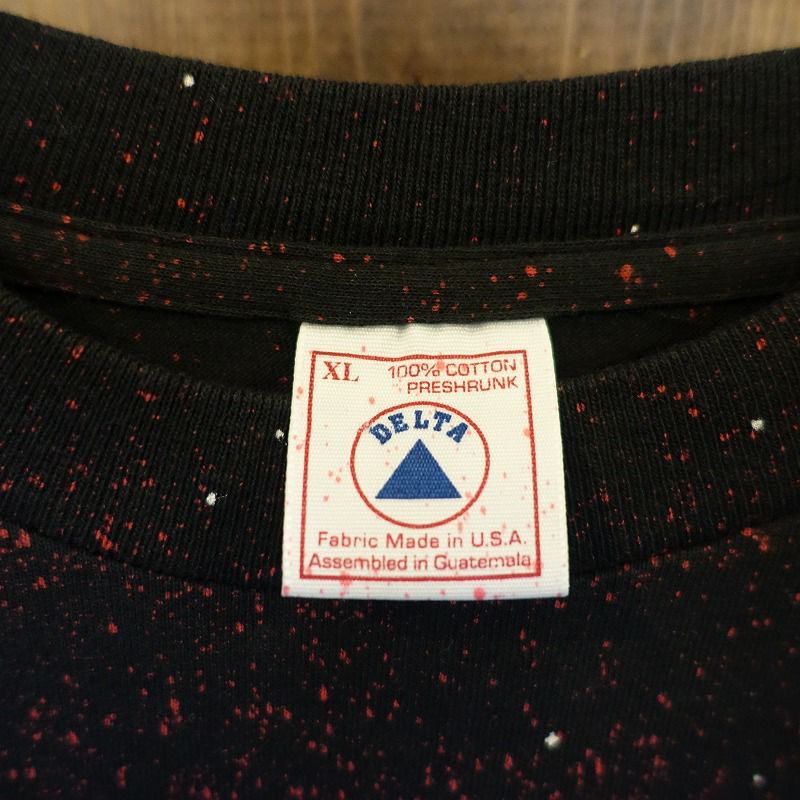 XL 100% COTTON
PRESHRUNK
DELTA
Fabric Made in U.S.A.
Assembled in Guatemala